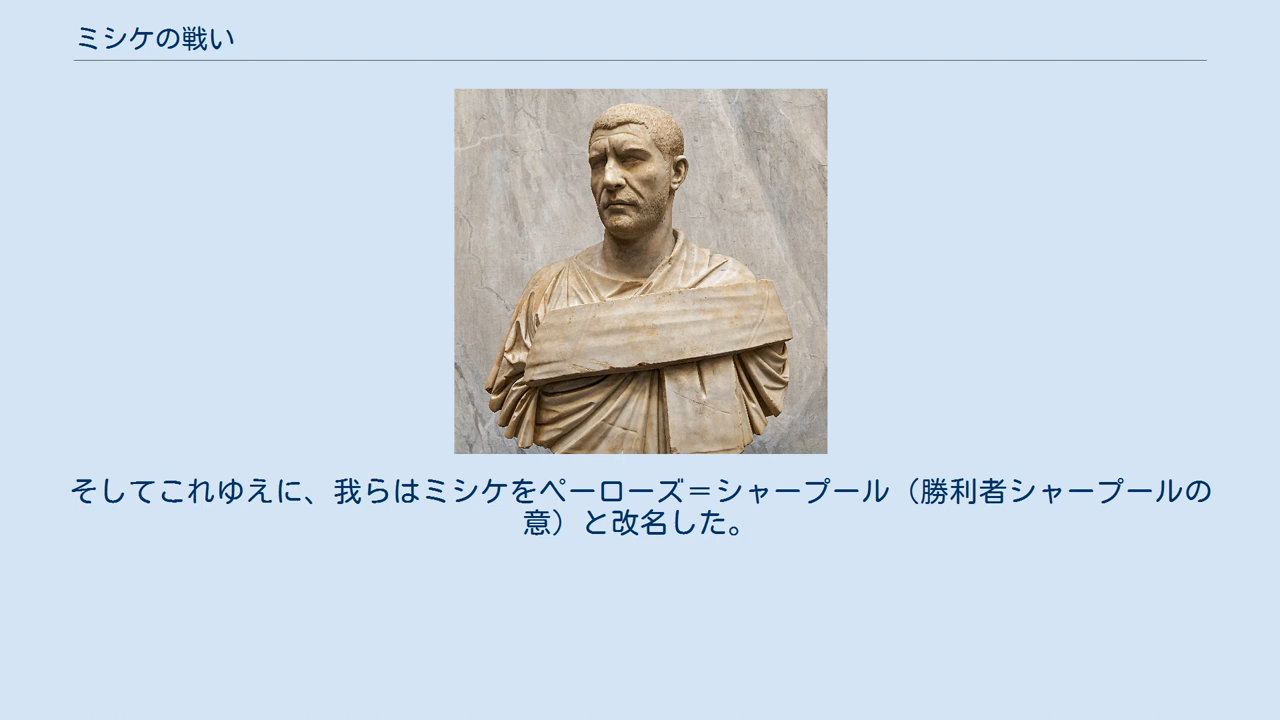 ミシケの戦い
そしてこれゆえに、我らはミシケをペーローズ＝シャープール（勝利者シャープールの
意）と改名した。